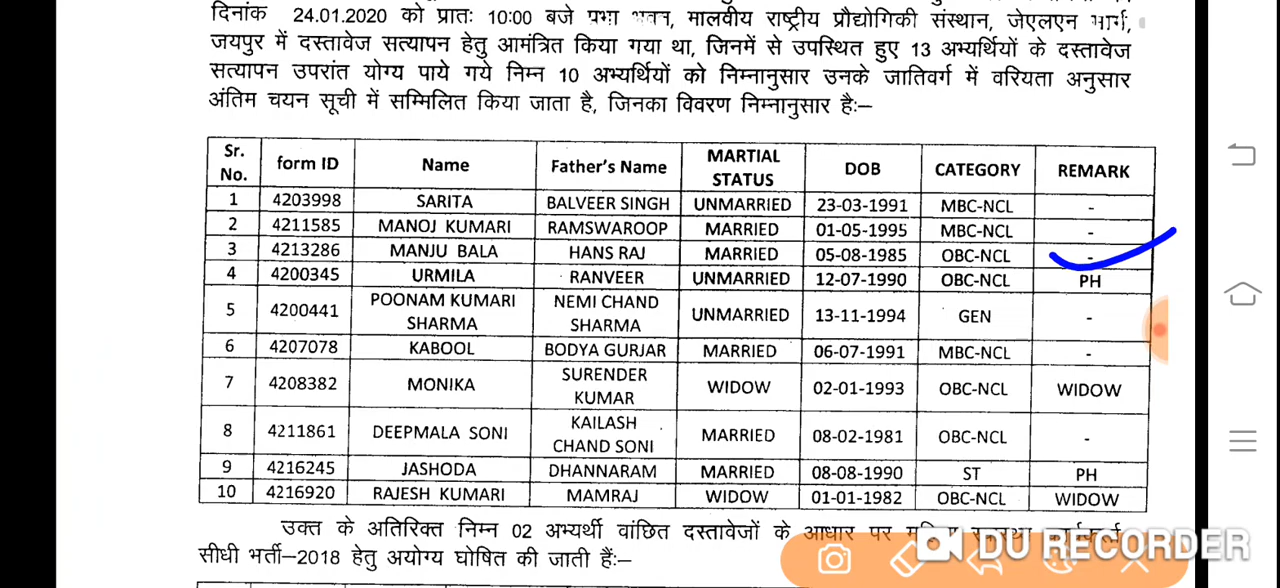 दिनांक 24.01.2020 को प्रातः 10:00 बजे प्रभा भवन, मालवीय राष्ट्रीय प्रौद्योगिकी संस्थान, जेएलएन मार्ग,
जयपुर में दस्तावेज सत्यापन हेतु आमंत्रित किया गया था, जिनमें से उपस्थित हुए 13 अभ्यर्थियों के दस्तावेज
सत्यापन उपरांत योग्य पाये गये निम्न 10 अभ्यर्थियों को निम्नानुसार उनके जातिवर्ग में वरियता अनुसार
अंतिम चयन सूची में सम्मिलित किया जाता है, जिनका विवरण निम्नानुसार है:–
Sr. No. form ID Name Father's Name MARTIAL STATUS DOB CATEGORY REMARK
1 4203998 SARITA BALVEER SINGH UNMARRIED 23-03-1991 MBC-NCL -
2 4211585 MANOJ KUMARI RAMSWAROOP MARRIED 01-05-1995 MBC-NCL -
3 4213286 MANJU BALA HANS RAJ MARRIED 05-08-1985 OBC-NCL -
4 4200345 URMILA RANVEER UNMARRIED 12-07-1990 OBC-NCL PH
5 4200441 POONAM KUMARI SHARMA NEMI CHAND SHARMA UNMARRIED 13-11-1994 GEN -
6 4207078 KABOOL BODYA GURJAR MARRIED 06-07-1991 MBC-NCL -
7 4208382 MONIKA SURENDER KUMAR WIDOW 02-01-1993 OBC-NCL WIDOW
8 4211861 DEEPMALA SONI KAILASH CHAND SONI MARRIED 08-02-1981 OBC-NCL -
9 4216245 JASHODA DHANNARAM MARRIED 08-08-1990 ST PH
10 4216920 RAJESH KUMARI MAMRAJ WIDOW 01-01-1982 OBC-NCL WIDOW
उक्त के अतिरिक्त निम्न 02 अभ्यर्थी वांछित दस्तावेजों के आधार पर
सीधी भर्ती–2018 हेतु अयोग्य घोषित की जाती हैं:–
DU RECORDER